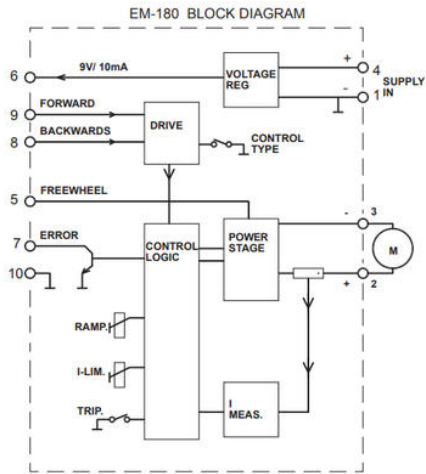 EM-180 BLOCK DIAGRAM
6 9V/ 10mA
VOLTAGE REG
+ 4
SUPPLY IN
- 1
9 FORWARD
8 BACKWARDS
DRIVE
CONTROL TYPE
5 FREEWHEEL
7 ERROR
10
CONTROL LOGIC
POWER STAGE
- 3
M
+ 2
RAMP.
I-LIM.
TRIP.
I MEAS.